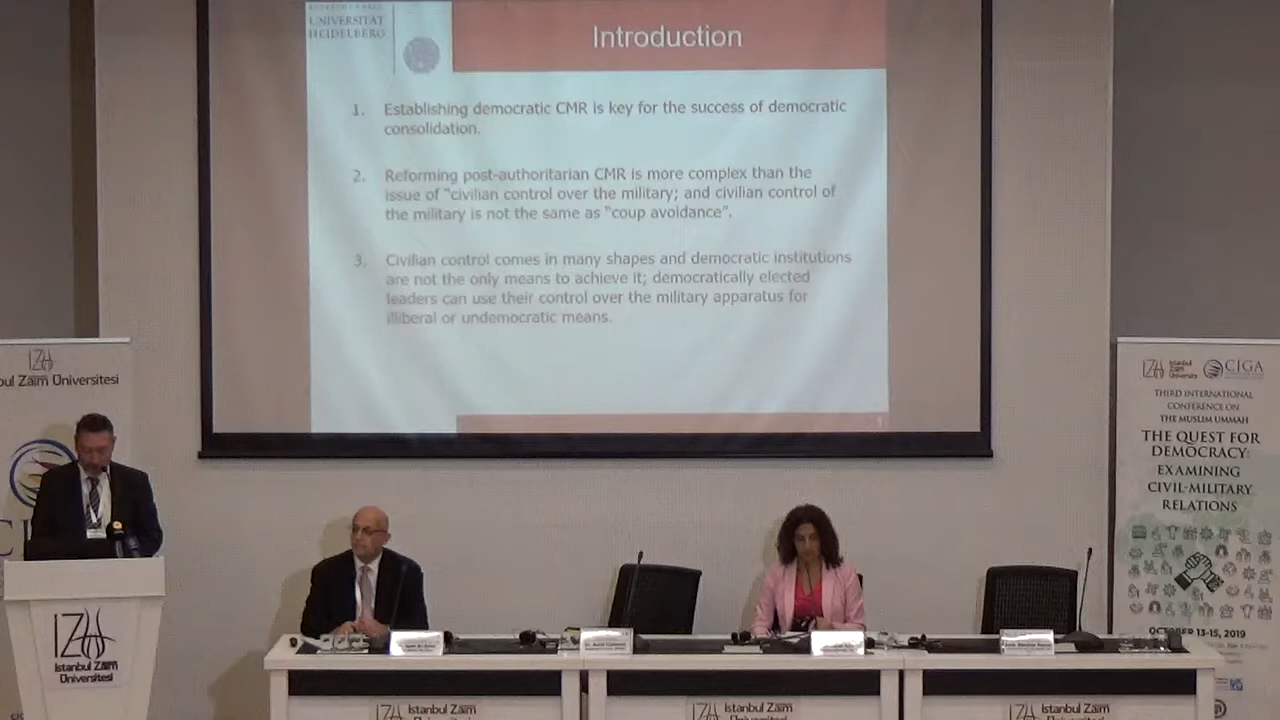 UNIVERSITÄT
HEIDELBERG
Introduction
1. Establishing democratic CMR is key for the success of democratic
consolidation.
2. Reforming post-authoritarian CMR is more complex than the
issue of "civilian control over the military; and civilian control of
the military is not the same as "coup avoidance".
3. Civilian control comes in many shapes and democratic institutions
are not the only means to achieve it; democratically elected
leaders can use their control over the military apparatus for
illiberal or undemocratic means.
İZÜ
bul Zaim Üniversitesi
C
İZÜ
İstanbul Zaim
Üniversitesi
İstanbul Zaim
İstanbul Zaim
İstanbul Zaim
İZÜ
İstanbul
Zaim
CIGA
THIRD INTERNATIONAL
CONFERENCE ON
THE MUSLIM UMMAH
THE QUEST FOR
DEMOCRACY:
EXAMINING
CIVIL-MILITARY
RELATIONS
OCTOBER 13-15, 2019